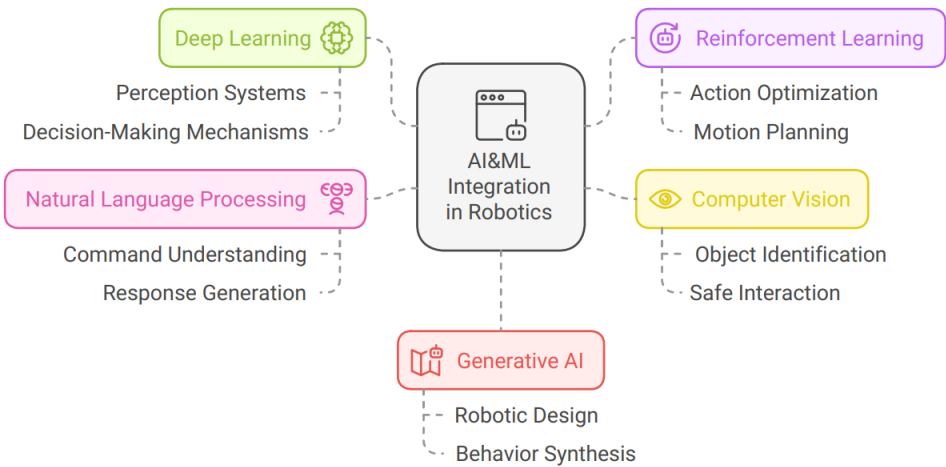 Deep Learning
Perception Systems
Decision-Making Mechanisms
Natural Language Processing
Command Understanding
Response Generation
AI&ML
Integration
in Robotics
Reinforcement Learning
Action Optimization
Motion Planning
Computer Vision
Object Identification
Safe Interaction
Generative AI
Robotic Design
Behavior Synthesis